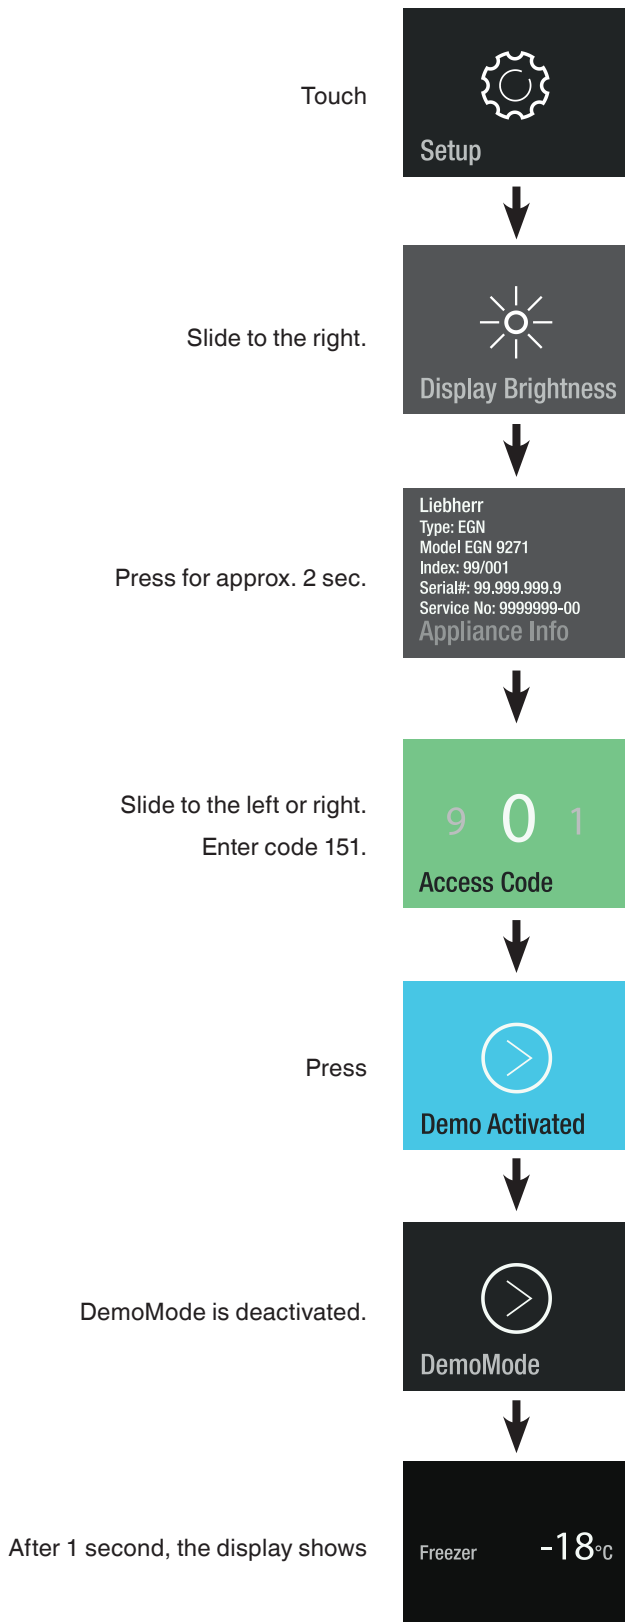 Touch
Setup
Slide to the right.
Display Brightness
Press for approx. 2 sec.
Liebherr
Type: EGN
Model EGN 9271
Index: 99/001
Serial#: 99.999.999.9
Service No: 9999999-00
Appliance Info
Slide to the left or right.
Enter code 151.
9 0 1
Access Code
Press
Demo Activated
DemoMode is deactivated.
DemoMode
After 1 second, the display shows
Freezer -18°C